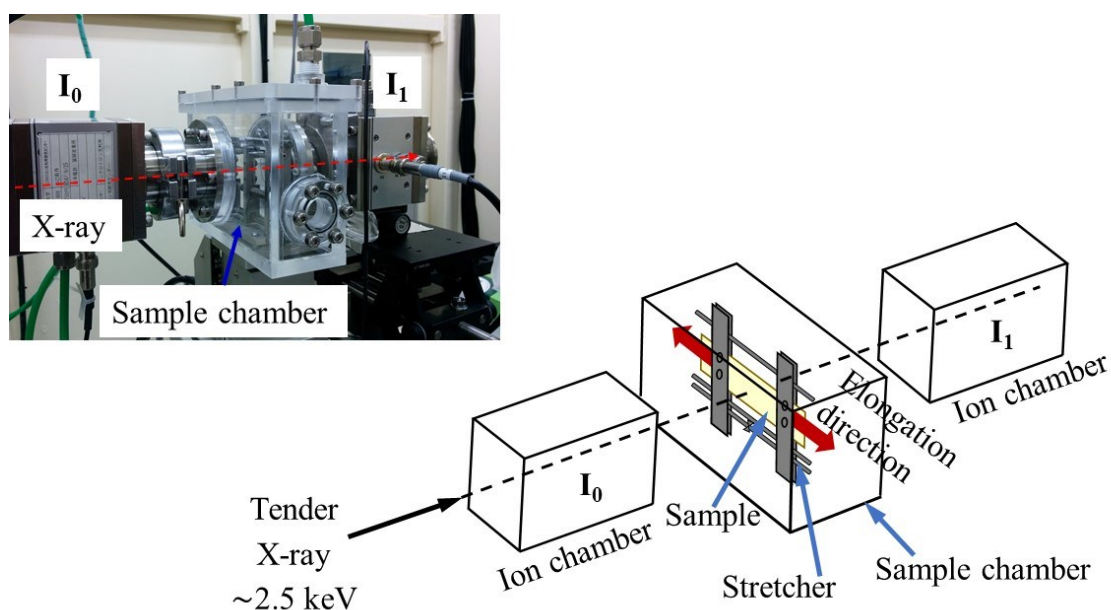 I₀
I₁
X-ray
Sample chamber
I₁
Ion chamber
Elongation
direction
I₀
Ion chamber
Tender
X-ray
~2.5 keV
Sample
Stretcher
Sample chamber